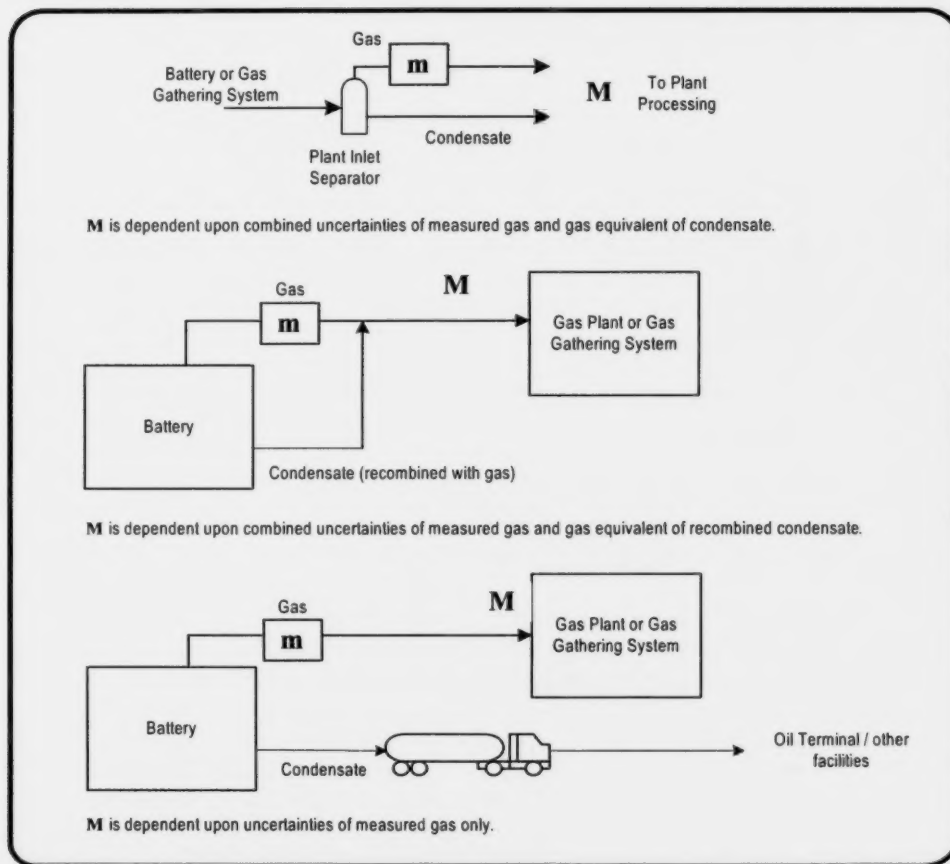 Gas
m
Battery or Gas
Gathering System
M
To Plant
Processing
Condensate
Plant Inlet
Separator
M is dependent upon combined uncertainties of measured gas and gas equivalent of condensate.
Gas
m
M
Gas Plant or Gas
Gathering System
Battery
Condensate (recombined with gas)
M is dependent upon combined uncertainties of measured gas and gas equivalent of recombined condensate.
Gas
m
M
Gas Plant or Gas
Gathering System
Battery
Condensate
Oil Terminal / other
facilities
M is dependent upon uncertainties of measured gas only.